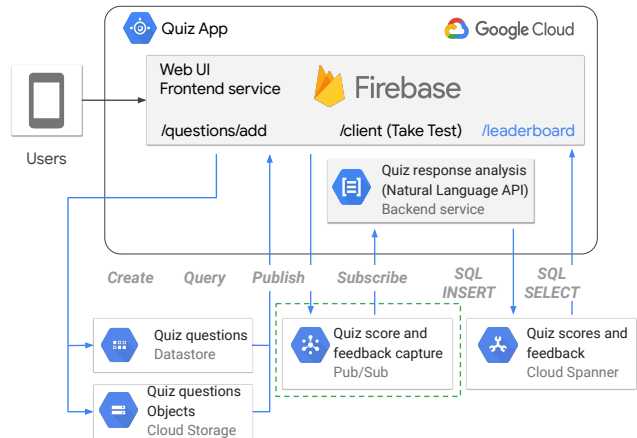 Quiz App
Google Cloud
Web UI
Frontend service
Firebase
/questions/add
/client (Take Test)
/leaderboard
Users
Quiz response analysis
(Natural Language API)
Backend service
Create
Query
Publish
Subscribe
SQL
INSERT
SQL
SELECT
Quiz questions
Datastore
Quiz score and
feedback capture
Pub/Sub
Quiz scores and
feedback
Cloud Spanner
Quiz questions
Objects
Cloud Storage